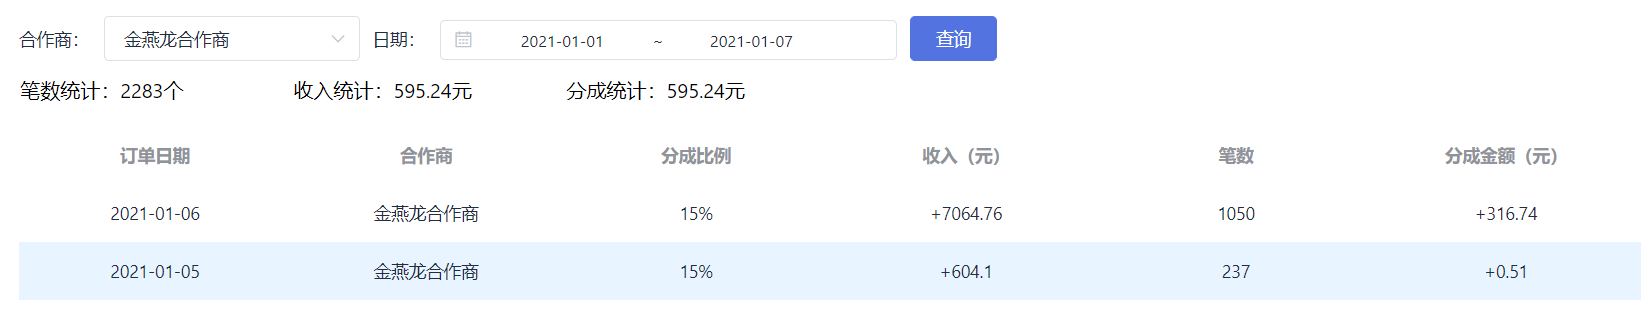 合作商： 金燕龙合作商 日期： 2021-01-01 ~ 2021-01-07 查询
笔数统计：2283个 收入统计：595.24元 分成统计：595.24元
订单日期 合作商 分成比例 收入（元） 笔数 分成金额（元）
2021-01-06 金燕龙合作商 15% +7064.76 1050 +316.74
2021-01-05 金燕龙合作商 15% +604.1 237 +0.51